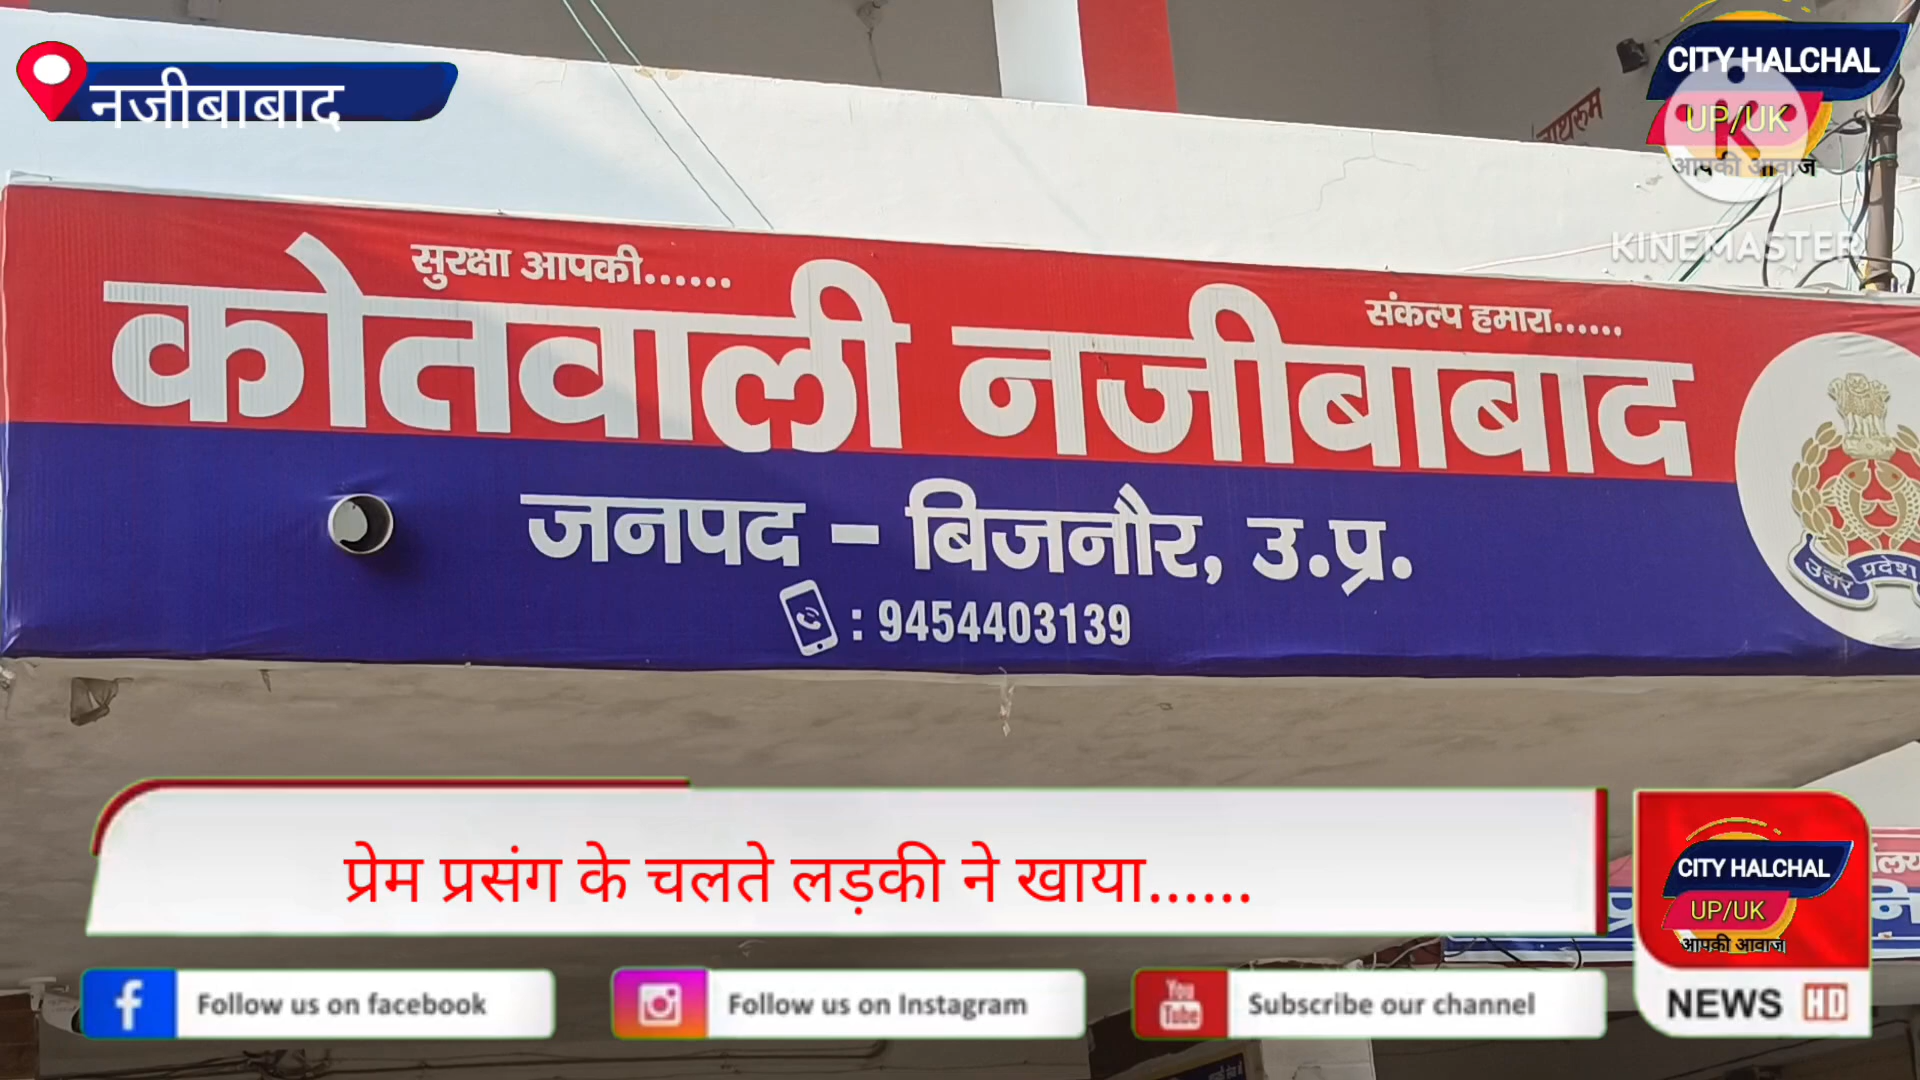 नजीबाबाद
CITY HALCHAL
UP/UK
आपकी आवाज
KINEMASTER
सुरक्षा आपकी......
संकल्प हमारा......
कोतवाली नजीबाबाद
जनपद - बिजनौर, उ.प्र.
: 9454403139
उत्तर प्रदेश
प्रेम प्रसंग के चलते लड़की ने खाया......
CITY HALCHAL
UP/UK
आपकी आवाज
NEWS HD
Follow us on facebook
Follow us on Instagram
You Tube
Subscribe our channel